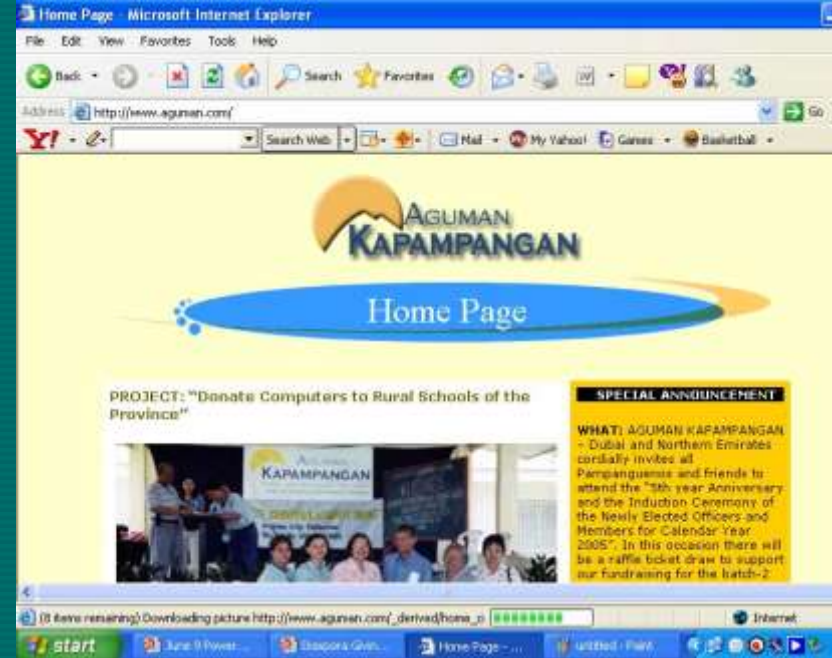 Home Page - Microsoft Internet Explorer
File Edit View Favorites Tools Help
Back Search Favorites
Address http://www.aguman.com/ Go
Y! Search Web Mail My Yahoo! Games Basketball
AGUMAN
KAPAMPANGAN
Home Page
PROJECT: "Donate Computers to Rural Schools of the
Province"
KAPAMPANGAN
SPECIAL ANNOUNCEMENT
WHAT: AGUMAN KAPAMPANGAN
- Dubai and Northern Emirates
cordially invites all
Pampanguenos and friends to
attend the "5th year Anniversary
and the Induction Ceremony of
the Newly Elected Officers and
Members for Calendar Year
2005". In this occasion there will
be a raffle ticket draw to support
our fundraising for the batch-2
(8 items remaining) Downloading picture http://www.aguman.com/_derived/home_ Internet
start June 9 Power... Diaspora Givin... Home Page - ... untitled - Paint